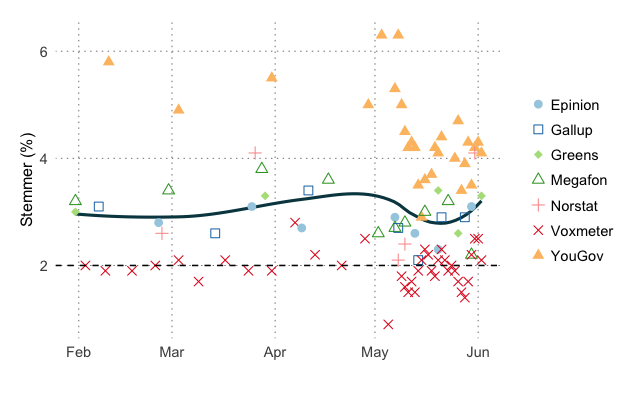 Stemmer (%)
6
4
2
Feb
Mar
Apr
May
Jun
Epinion
Gallup
Greens
Megafon
Norstat
Voxmeter
YouGov